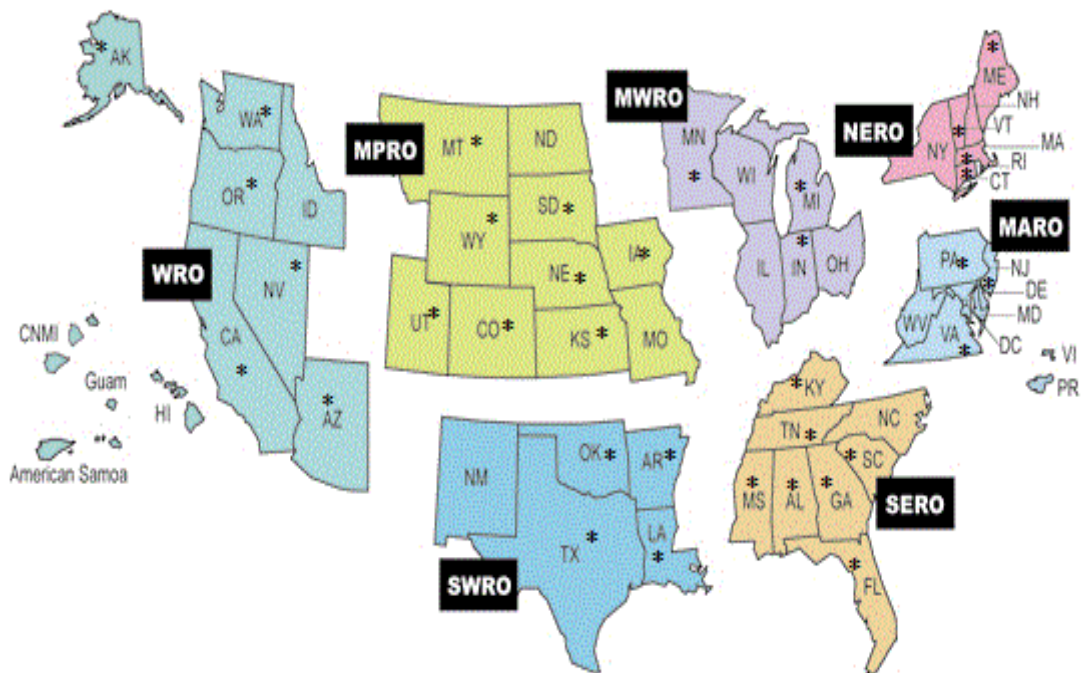 AK *
WA *
OR *
ID
WRO
NV *
CA *
AZ *
CNMI
Guam
HI
American Samoa
MPRO
MT *
ND
SD *
WY *
NE *
IA *
UT *
CO *
KS *
MO
MWRO
MN *
WI
MI *
IL
IN *
OH
NERO
ME *
NH
VT
MA
NY
RI
CT
MARO
PA *
NJ
DE
MD
WV
VA *
DC
VI
PR
SWRO
NM
OK *
AR *
TX *
LA *
SERO
KY *
TN *
NC
SC *
MS *
AL *
GA *
FL *